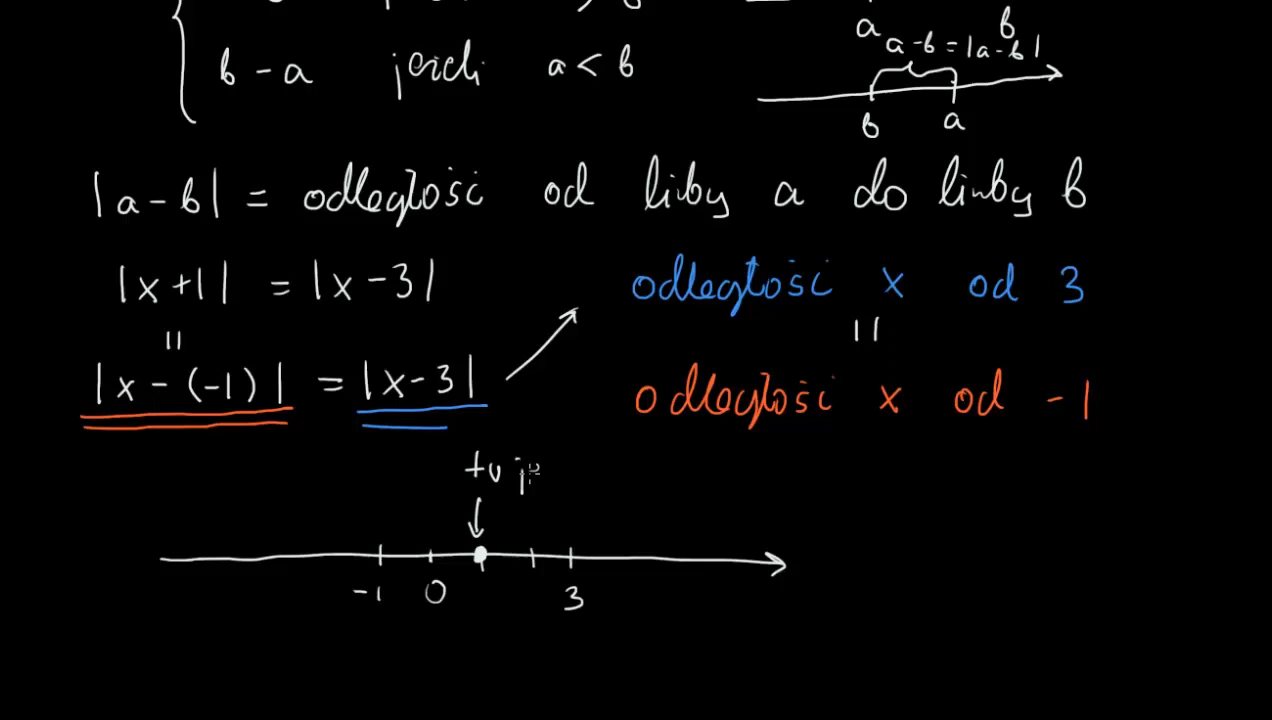 b - a jeżeli a < b
a b
a-b = |a-b|
b a
|a-b| = odległość od liczby a do liczby b
|x+1| = |x-3| odległość x od 3
|| ||
|x-(-1)| = |x-3| odległość x od -1
tu
-1 0 3